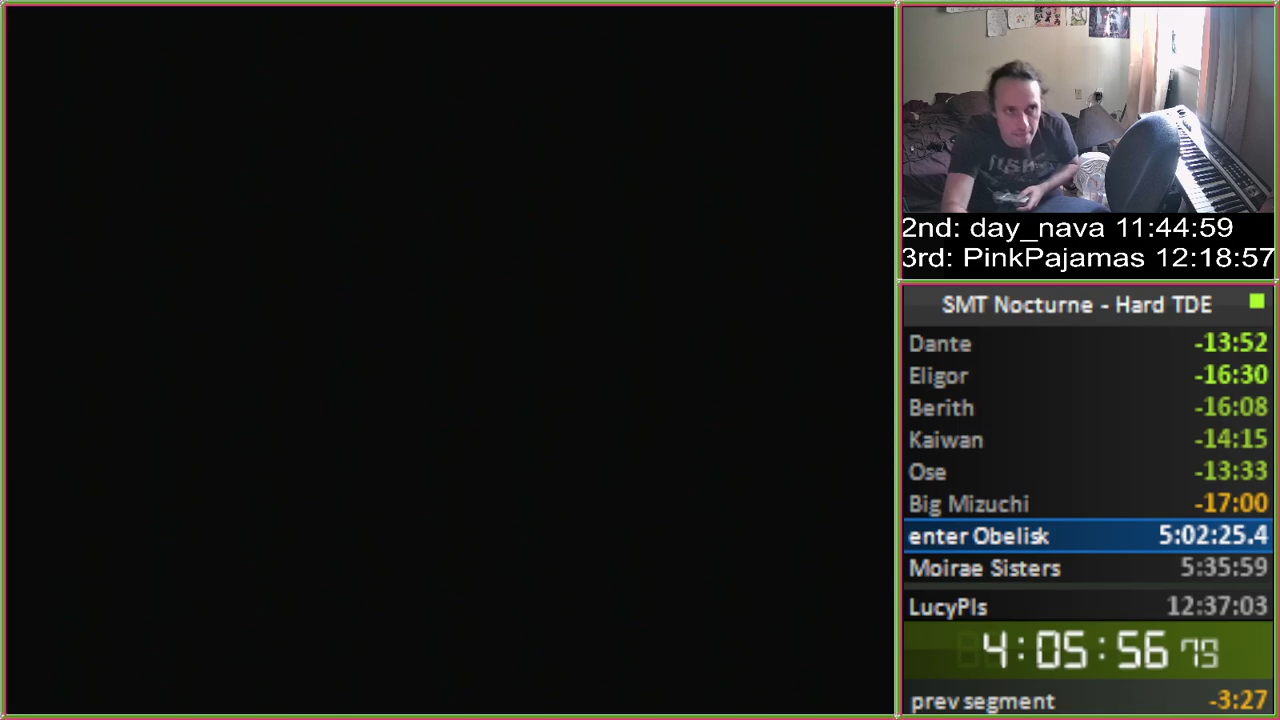 2nd: day_nava 11:44:59
3rd: PinkPajamas 12:18:57
SMT Nocturne - Hard TDE
Dante -13:52
Eligor -16:30
Berith -16:08
Kaiwan -14:15
Ose -13:33
Big Mizuchi -17:00
enter Obelisk 5:02:25.4
Moirae Sisters 5:35:59
LucyPls 12:37:03
4:05:56 79
prev segment -3:27